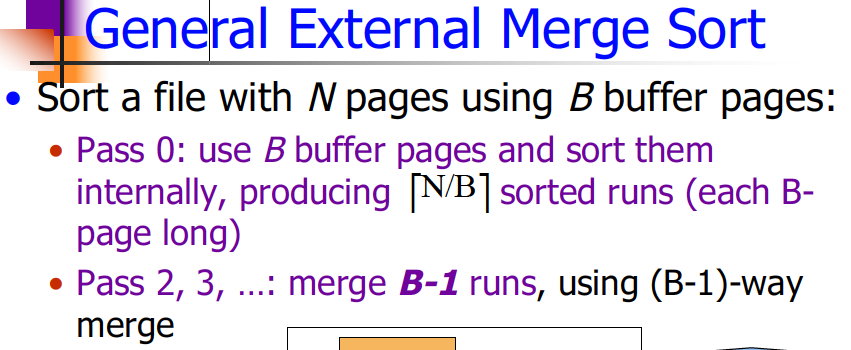 General External Merge Sort
• Sort a file with N pages using B buffer pages:
• Pass 0: use B buffer pages and sort them
internally, producing ⌈N/B⌉ sorted runs (each B-
page long)
• Pass 2, 3, …: merge B-1 runs, using (B-1)-way
merge